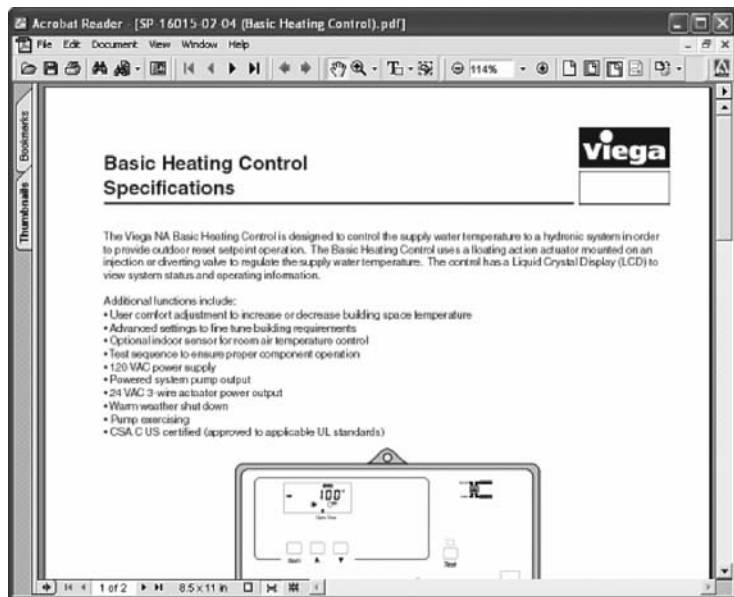 Acrobat Reader - [SP-16015-02-04 (Basic Heating Control).pdf]
File Edit Document View Window Help
114%
Bookmarks
Thumbnails
viega
Basic Heating Control
Specifications
The Viega NA Basic Heating Control is designed to control the supply water temperature to a hydronic system in order
to provide outdoor reset setpoint operation. The Basic Heating Control uses a floating action actuator mounted on an
injection or diverting valve to regulate the supply water temperature. The control has a Liquid Crystal Display (LCD) to
view system status and operating information.
Additional functions include:
• User comfort adjustment to increase or decrease building space temperature
• Advanced settings to fine tune building requirements
• Optional indoor sensor for room air temperature control
• Test sequence to ensure proper component operation
• 120 VAC power supply
• Powered system pump output
• 24 VAC 3-wire actuator power output
• Warm weather shut down
• Pump exercising
• CSA C US certified (approved to applicable UL standards)
100°
Item
Test
1 of 2 8.5 x 11 in